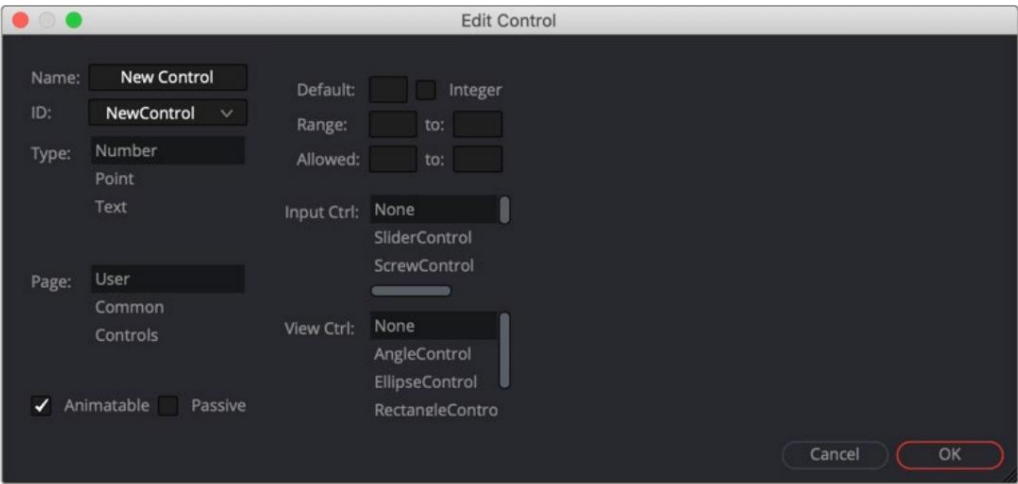 Edit Control
Name: New Control
ID: NewControl
Type: Number
Point
Text
Page: User
Common
Controls
Animatable Passive
Default: Integer
Range: to:
Allowed: to:
Input Ctrl: None
SliderControl
ScrewControl
View Ctrl: None
AngleControl
EllipseControl
RectangleContro
Cancel OK